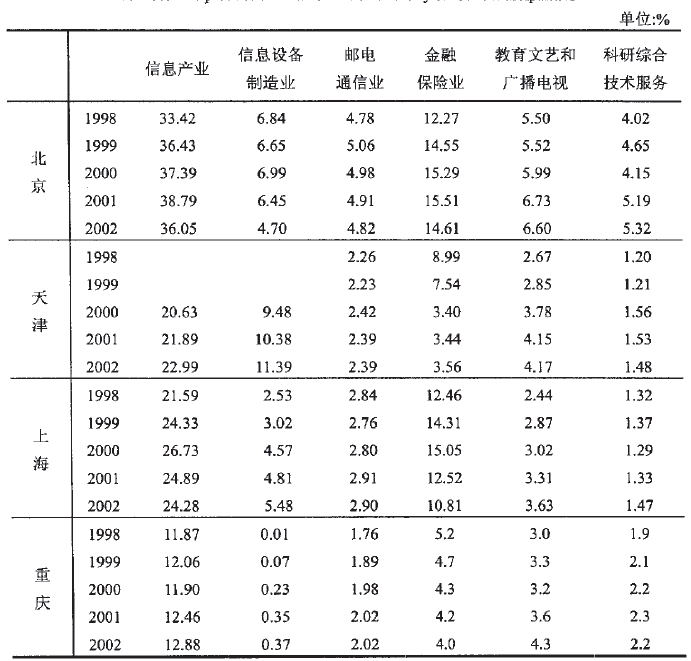 单位:%
信息产业 信息设备制造业 邮电通信业 金融保险业 教育文艺和广播电视 科研综合技术服务
北京 1998 33.42 6.84 4.78 12.27 5.50 4.02
1999 36.43 6.65 5.06 14.55 5.52 4.65
2000 37.39 6.99 4.98 15.29 5.99 4.15
2001 38.79 6.45 4.91 15.51 6.73 5.19
2002 36.05 4.70 4.82 14.61 6.60 5.32
天津 1998 2.26 8.99 2.67 1.20
1999 2.23 7.54 2.85 1.21
2000 20.63 9.48 2.42 3.40 3.78 1.56
2001 21.89 10.38 2.39 3.44 4.15 1.53
2002 22.99 11.39 2.39 3.56 4.17 1.48
上海 1998 21.59 2.53 2.84 12.46 2.44 1.32
1999 24.33 3.02 2.76 14.31 2.87 1.37
2000 26.73 4.57 2.80 15.05 3.02 1.29
2001 24.89 4.81 2.91 12.52 3.31 1.33
2002 24.28 5.48 2.90 10.81 3.63 1.47
重庆 1998 11.87 0.01 1.76 5.2 3.0 1.9
1999 12.06 0.07 1.89 4.7 3.3 2.1
2000 11.90 0.23 1.98 4.3 3.2 2.2
2001 12.46 0.35 2.02 4.2 3.6 2.3
2002 12.88 0.37 2.02 4.0 4.3 2.2